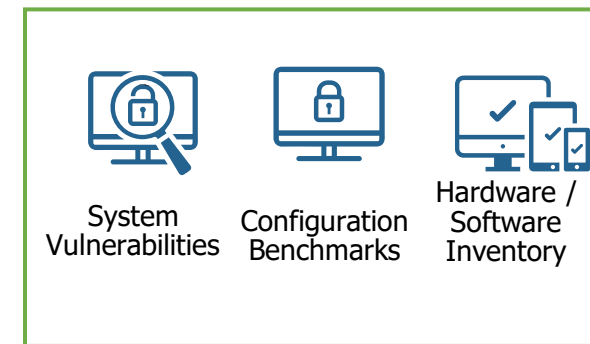 System
Vulnerabilities
Configuration
Benchmarks
Hardware /
Software
Inventory